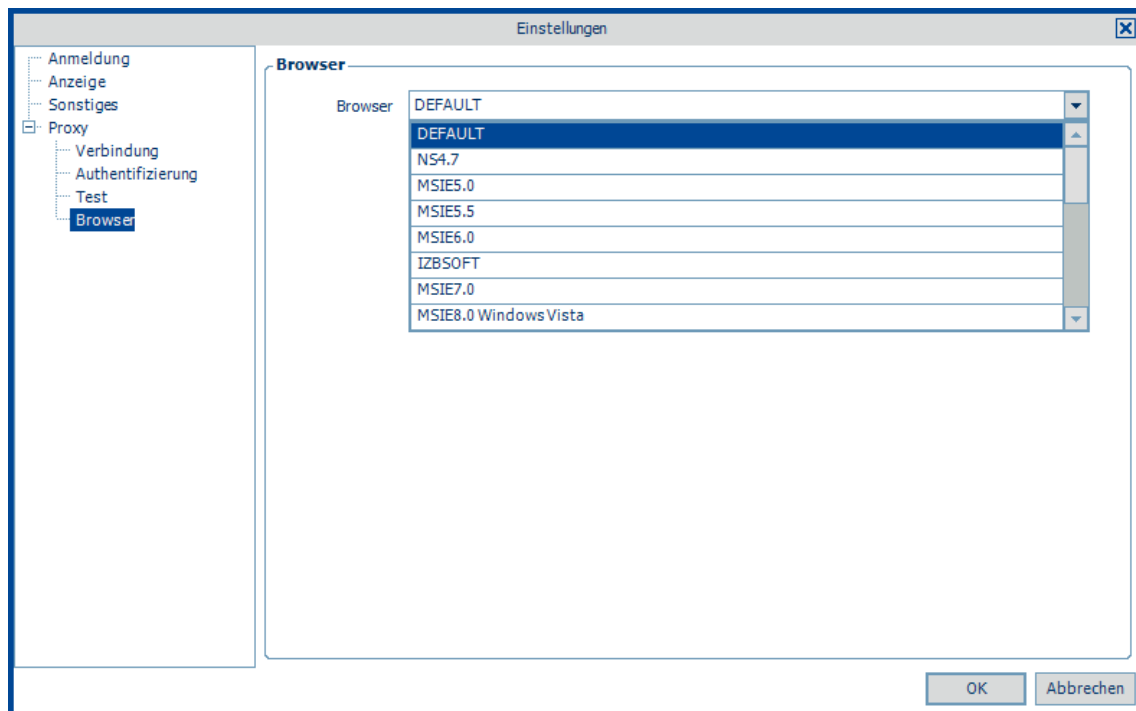 Einstellungen
Anmeldung
Anzeige
Sonstiges
Proxy
Verbindung
Authentifizierung
Test
Browser
Browser
Browser DEFAULT
DEFAULT
NS4.7
MSIE5.0
MSIE5.5
MSIE6.0
IZBSOFT
MSIE7.0
MSIE8.0 Windows Vista
OK Abbrechen